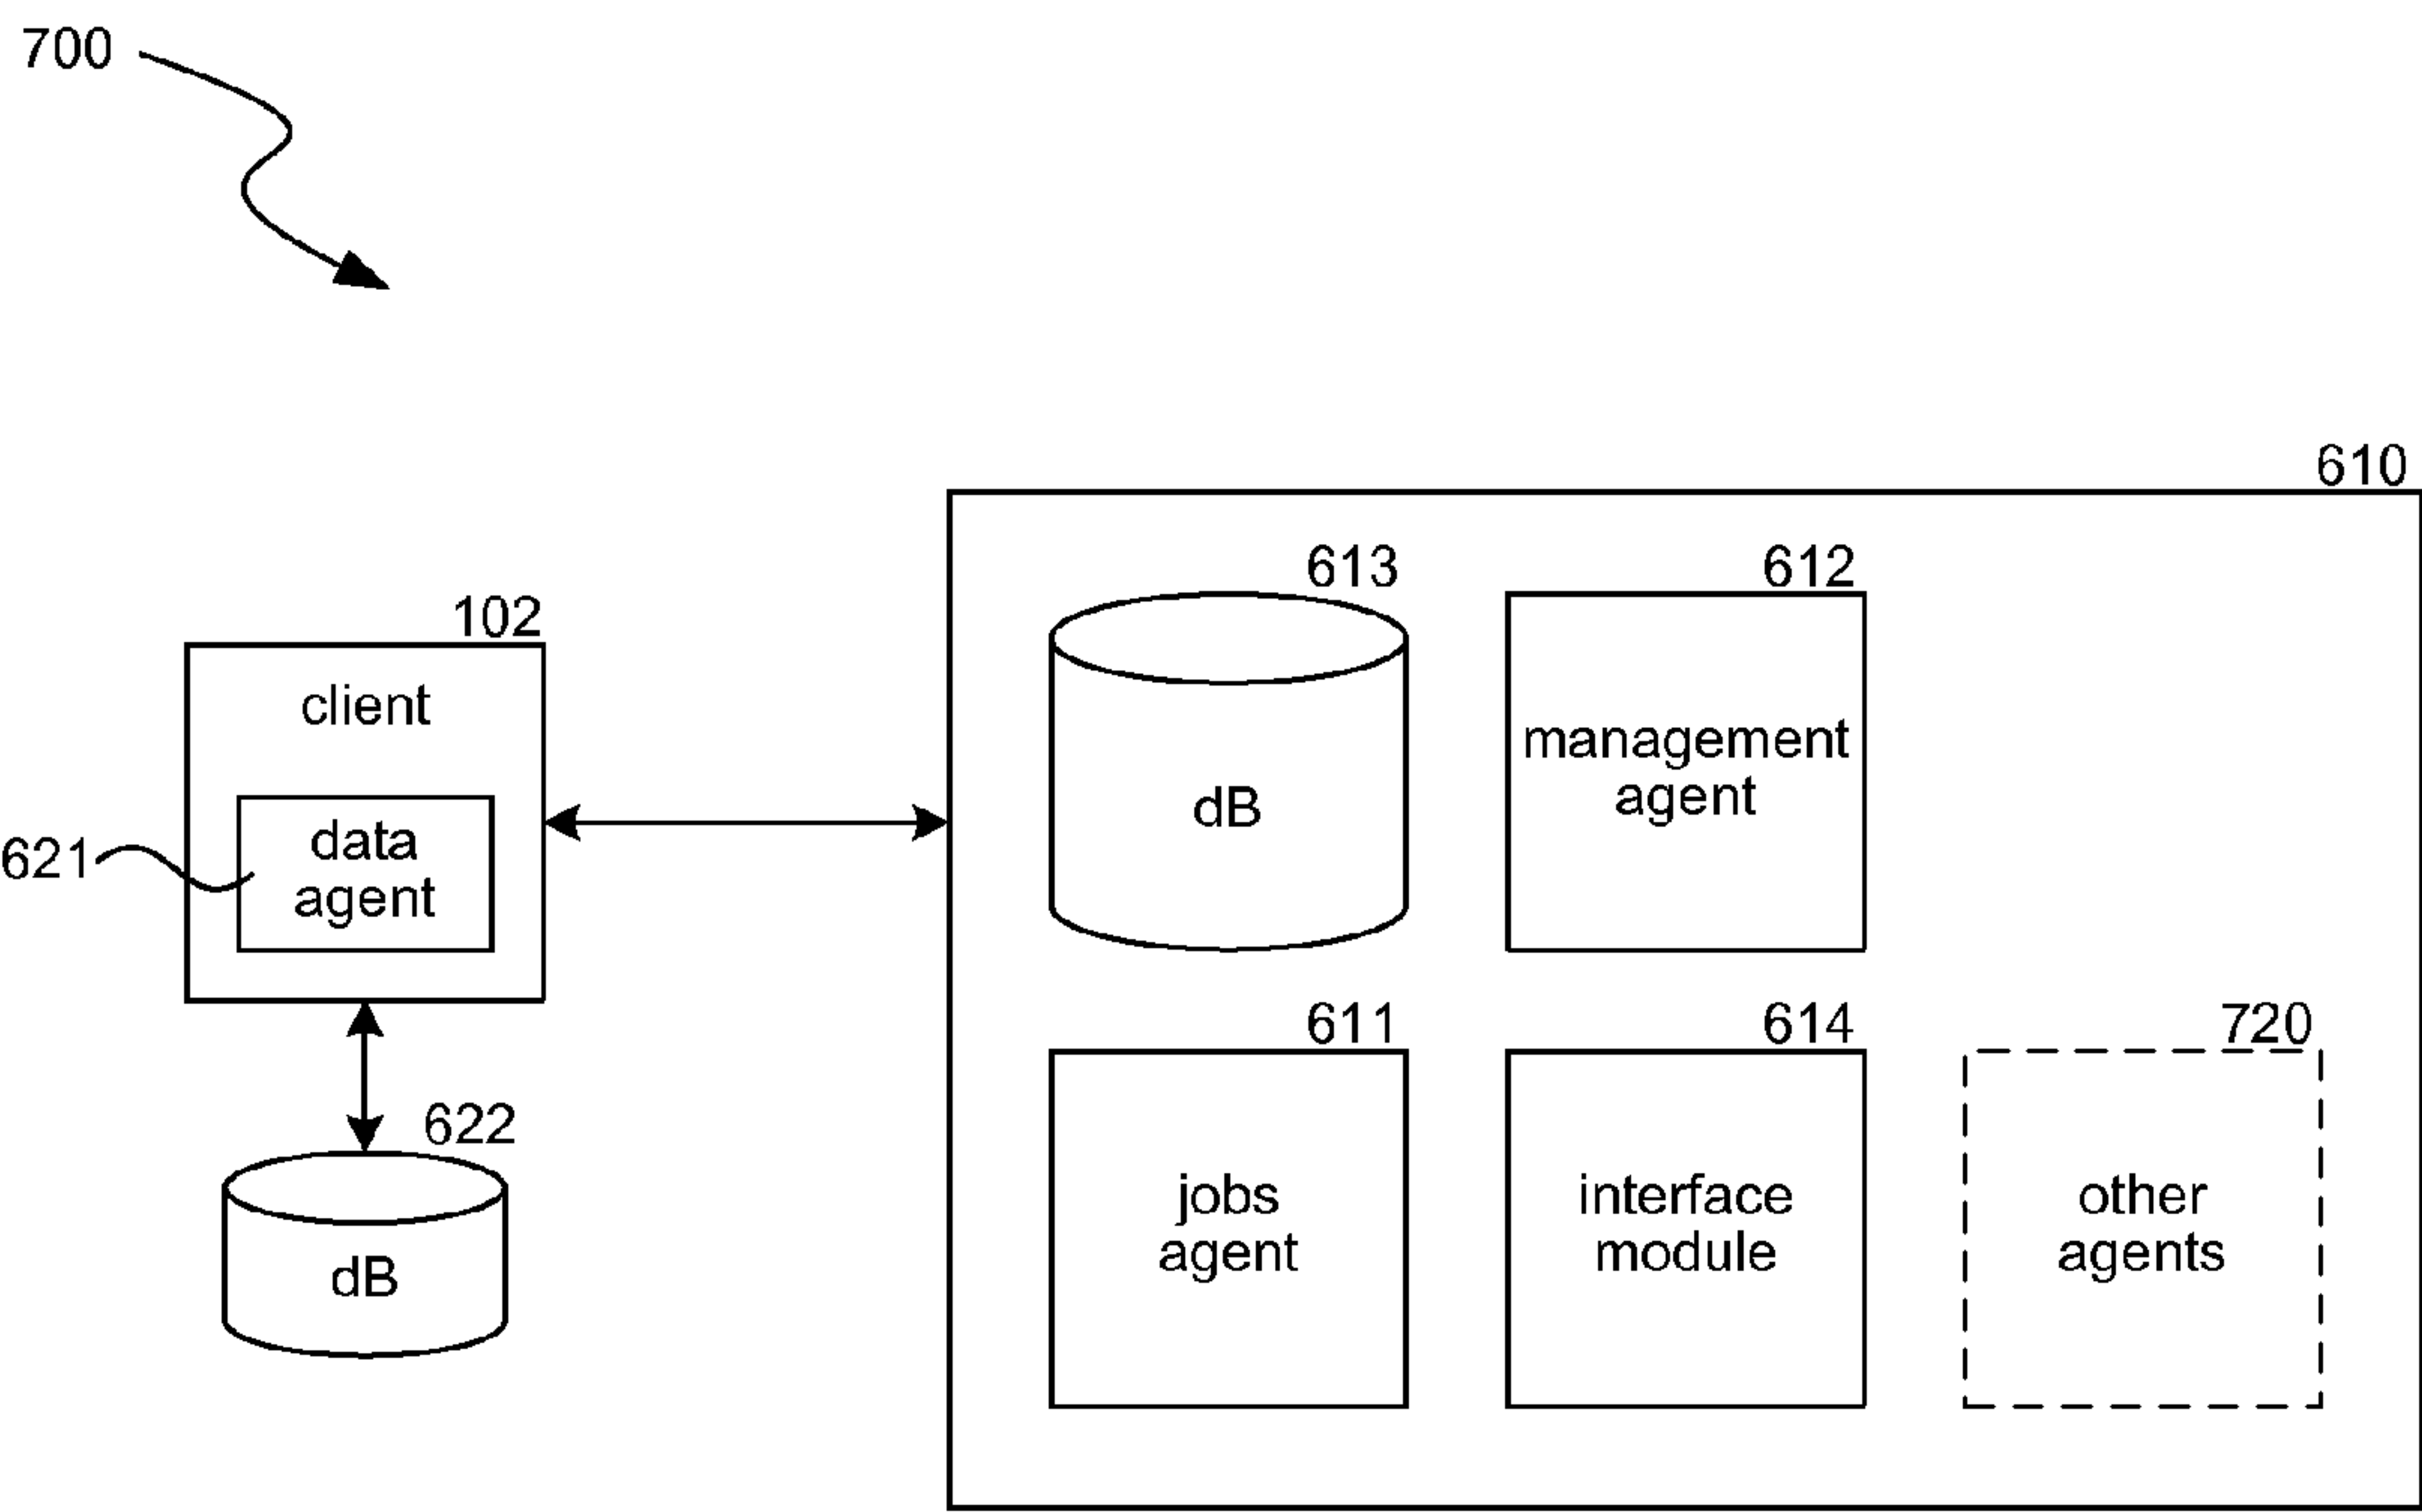 700
610
613
612
102
client
management
agent
dB
data
agent
621
611
614
720
622
jobs
agent
interface
module
other
agents
dB